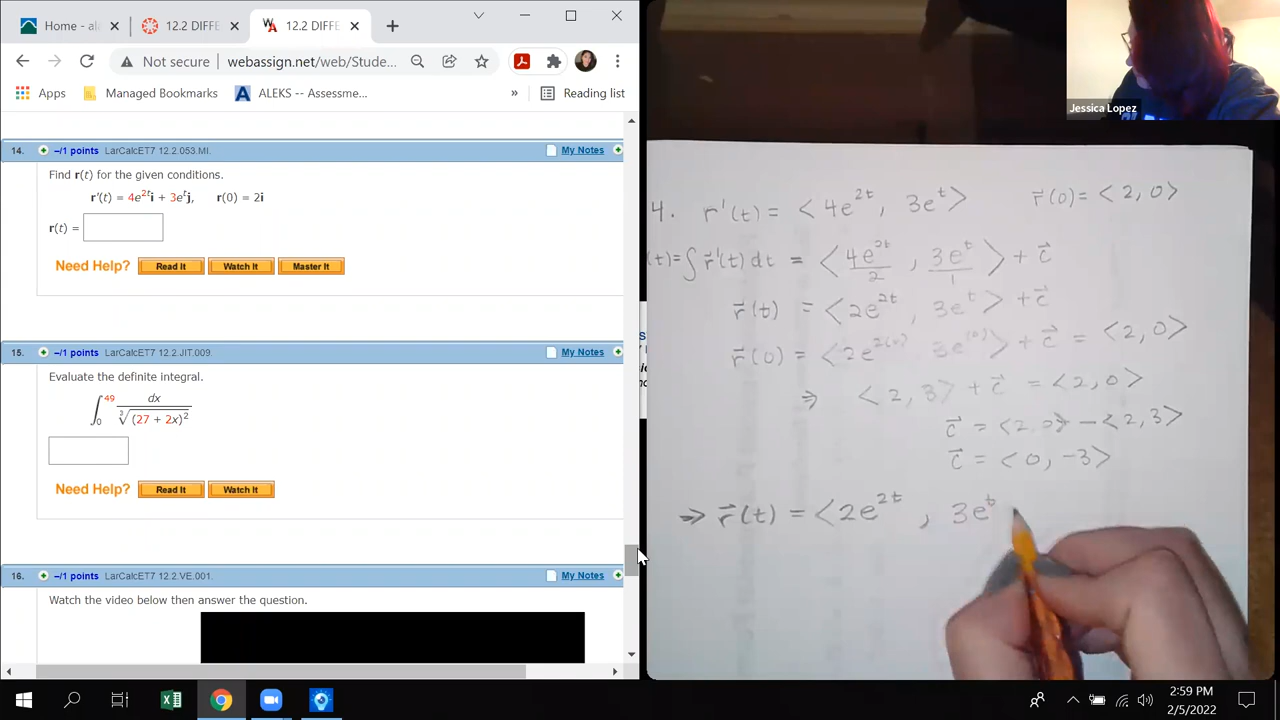 Home - al
12.2 DIFFE
12.2 DIFFE
Not secure
webassign.net/web/Stude...
Apps
Managed Bookmarks
ALEKS -- Assessme...
»
Reading list
14.
–/1 points
LarCalcET7 12.2.053.MI.
My Notes
Find r(t) for the given conditions.
r'(t) = 4e^{2t}i + 3e^{t}j, r(0) = 2i
r(t) =
Need Help?
Read It
Watch It
Master It
15.
–/1 points
LarCalcET7 12.2.JIT.009.
My Notes
Evaluate the definite integral.
∫_0^{49} dx / ∛(27 + 2x)²
Need Help?
Read It
Watch It
16.
–/1 points
LarCalcET7 12.2.VE.001.
My Notes
Watch the video below then answer the question.
Jessica Lopez
4. r'(t) = <4e^{2t}, 3e^{t}> r⃗(0) = <2, 0>
(t) = ∫ r⃗'(t) dt = <4e^{2t}/2, 3e^{t}/1> + c⃗
r⃗(t) = <2e^{2t}, 3e^{t}> + c⃗
r⃗(0) = <2e^{2(0)}, 3e^{(0)}> + c⃗ = <2, 0>
⇒ <2, 3> + c⃗ = <2, 0>
c⃗ = <2, 0> - <2, 3>
c⃗ = <0, -3>
⇒ r⃗(t) = <2e^{2t}, 3e^{t}
2:59 PM
2/5/2022